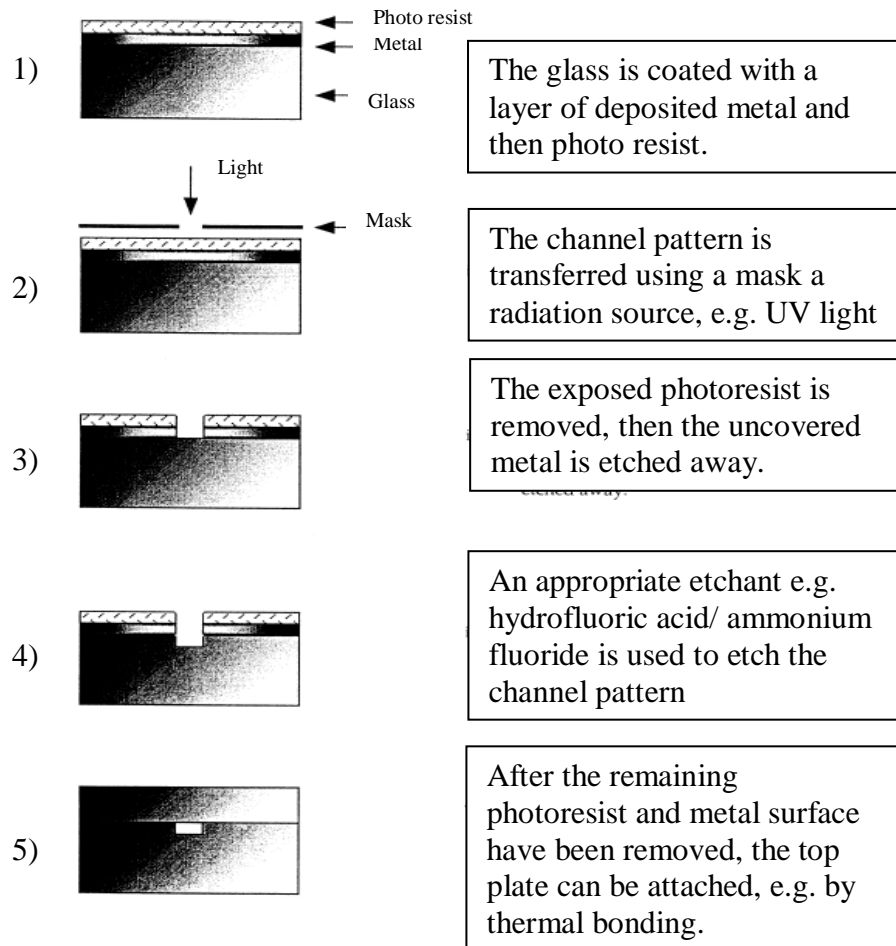 Photo resist
Metal
1)
Glass
The glass is coated with a
layer of deposited metal and
then photo resist.
Light
Mask
2)
The channel pattern is
transferred using a mask a
radiation source, e.g. UV light
3)
The exposed photoresist is
removed, then the uncovered
metal is etched away.
etched away.
4)
An appropriate etchant e.g.
hydrofluoric acid/ ammonium
fluoride is used to etch the
channel pattern
5)
After the remaining
photoresist and metal surface
have been removed, the top
plate can be attached, e.g. by
thermal bonding.